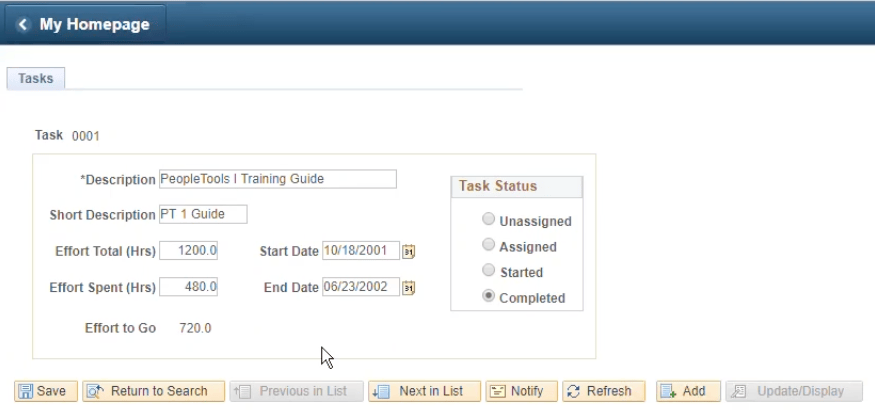 My Homepage
Tasks
Task 0001
*Description PeopleTools I Training Guide
Task Status
Short Description PT 1 Guide
Unassigned
Effort Total (Hrs) 1200.0 Start Date 10/18/2001 31
Assigned
Started
Effort Spent (Hrs) 480.0 End Date 06/23/2002 31
Completed
Effort to Go 720.0
Save Return to Search Previous in List Next in List Notify Refresh Add Update/Display